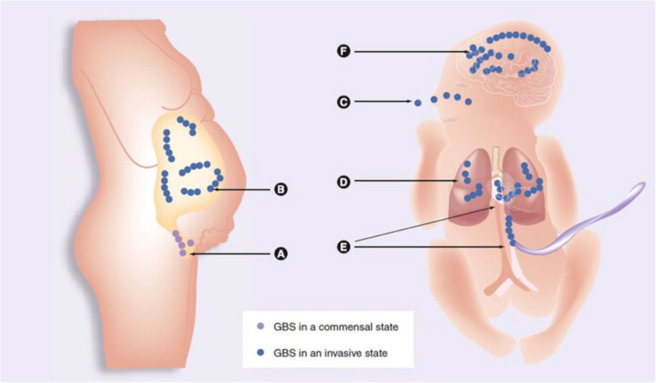 F
C
B
D
E
A
GBS in a commensal state
GBS in an invasive state